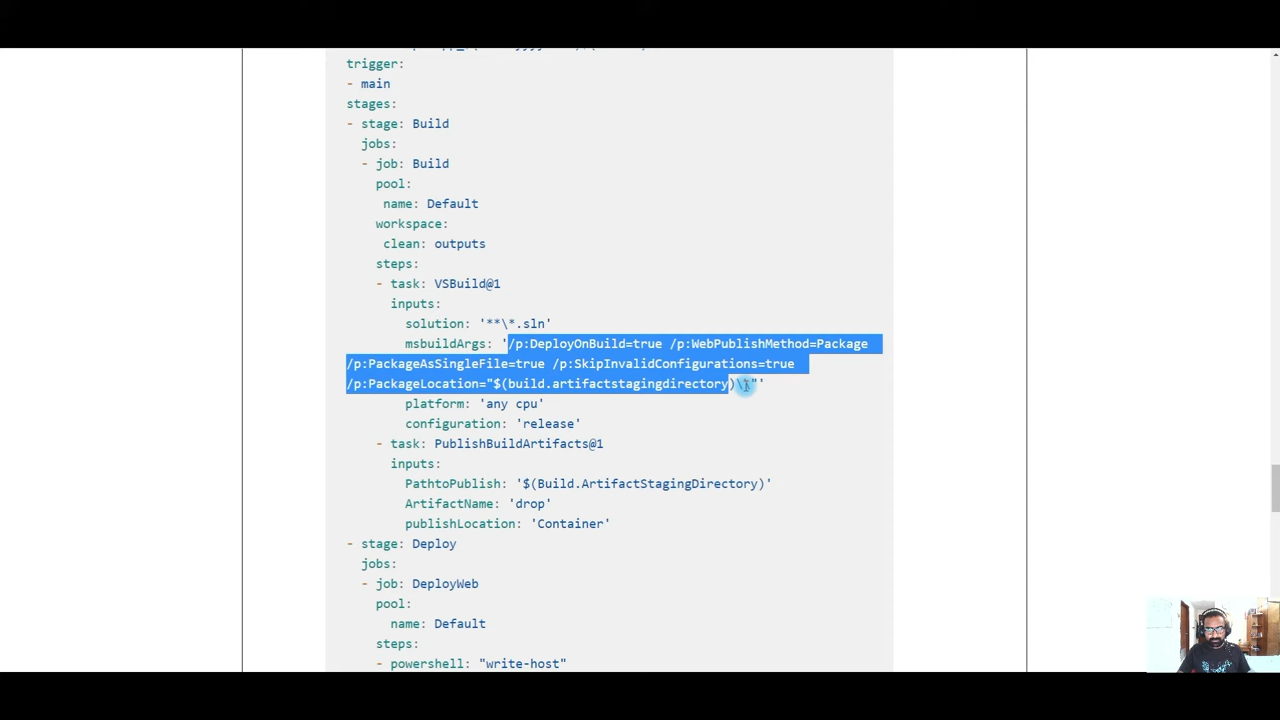 trigger:
- main
stages:
- stage: Build
jobs:
- job: Build
pool:
name: Default
workspace:
clean: outputs
steps:
- task: VSBuild@1
inputs:
solution: '**\*.sln'
msbuildArgs: '/p:DeployOnBuild=true /p:WebPublishMethod=Package
/p:PackageAsSingleFile=true /p:SkipInvalidConfigurations=true
/p:PackageLocation="$(build.artifactstagingdirectory)\\"'
platform: 'any cpu'
configuration: 'release'
- task: PublishBuildArtifacts@1
inputs:
PathtoPublish: '$(Build.ArtifactStagingDirectory)'
ArtifactName: 'drop'
publishLocation: 'Container'
- stage: Deploy
jobs:
- job: DeployWeb
pool:
name: Default
steps:
- powershell: "write-host"